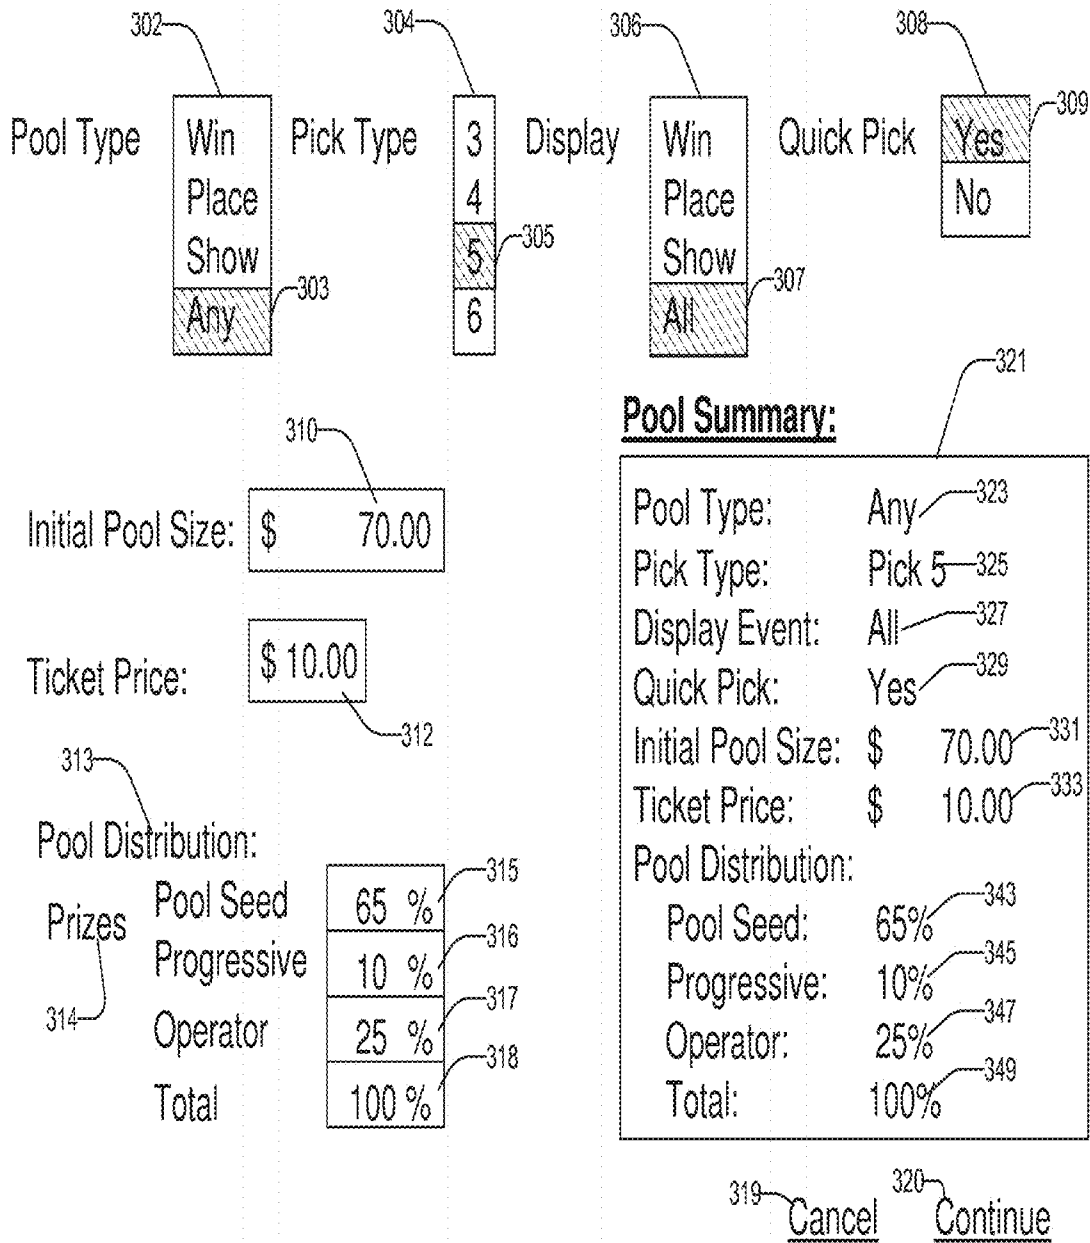 302 304 306 308
309
Pool Type Win Pick Type 3 Display Win Quick Pick Yes
Place 4 Place No
Show 5 305 Show
303 307
Any 6 All
321
Pool Summary:
310
Initial Pool Size: $ 70.00
Ticket Price: $ 10.00
312
313
Pool Distribution:
Prizes
314
Pool Seed 65 % 315
Progressive 10 % 316
Operator 25 % 317
Total 100 % 318
Pool Type: Any 323
Pick Type: Pick 5 325
Display Event: All 327
Quick Pick: Yes 329
Initial Pool Size: $ 70.00 331
Ticket Price: $ 10.00 333
Pool Distribution:
Pool Seed: 65% 343
Progressive: 10% 345
Operator: 25% 347
Total: 100% 349
319 Cancel 320 Continue